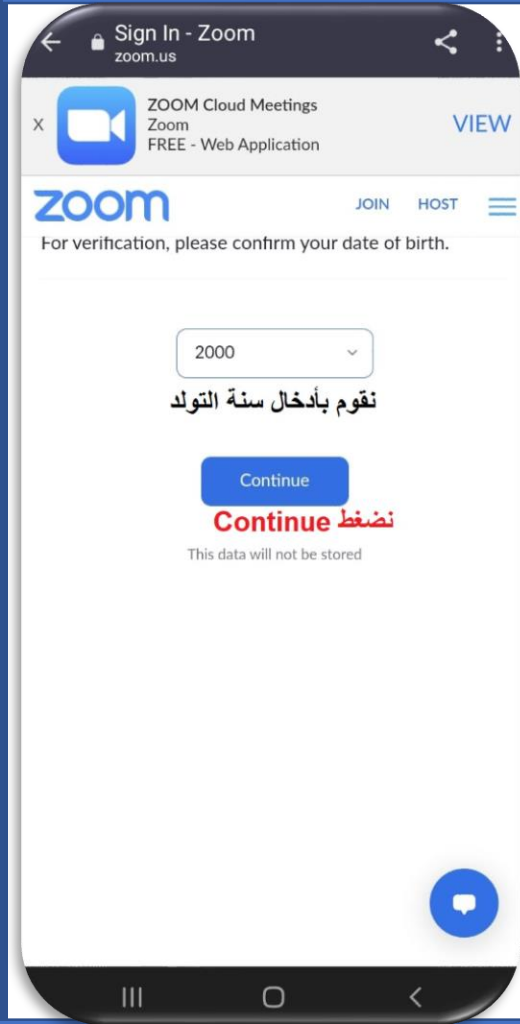 Sign In - Zoom
zoom.us
X
ZOOM Cloud Meetings
Zoom
FREE - Web Application
VIEW
zoom
JOIN HOST
For verification, please confirm your date of birth.
2000
نقوم بأدخال سنة التولد
Continue
نضغط Continue
This data will not be stored